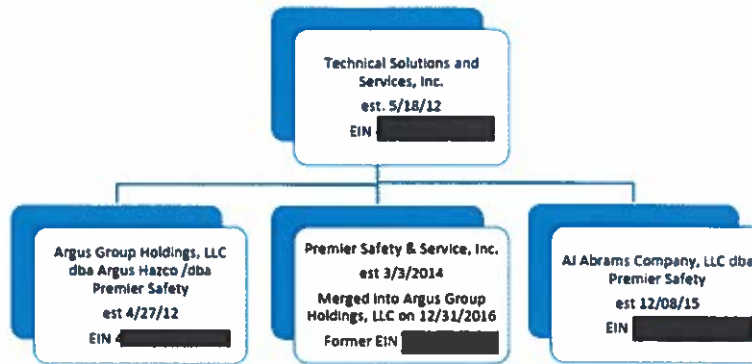 Technical Solutions and
Services, Inc.
est. 5/18/12
EIN
Argus Group Holdings, LLC
dba Argus Hazco /dba
Premier Safety
est 4/27/12
EIN 4
Premier Safety & Service, Inc.
est 3/3/2014
Merged into Argus Group
Holdings, LLC on 12/31/2016
Former EIN
AJ Abrams Company, LLC dba
Premier Safety
est 12/08/15
EIN